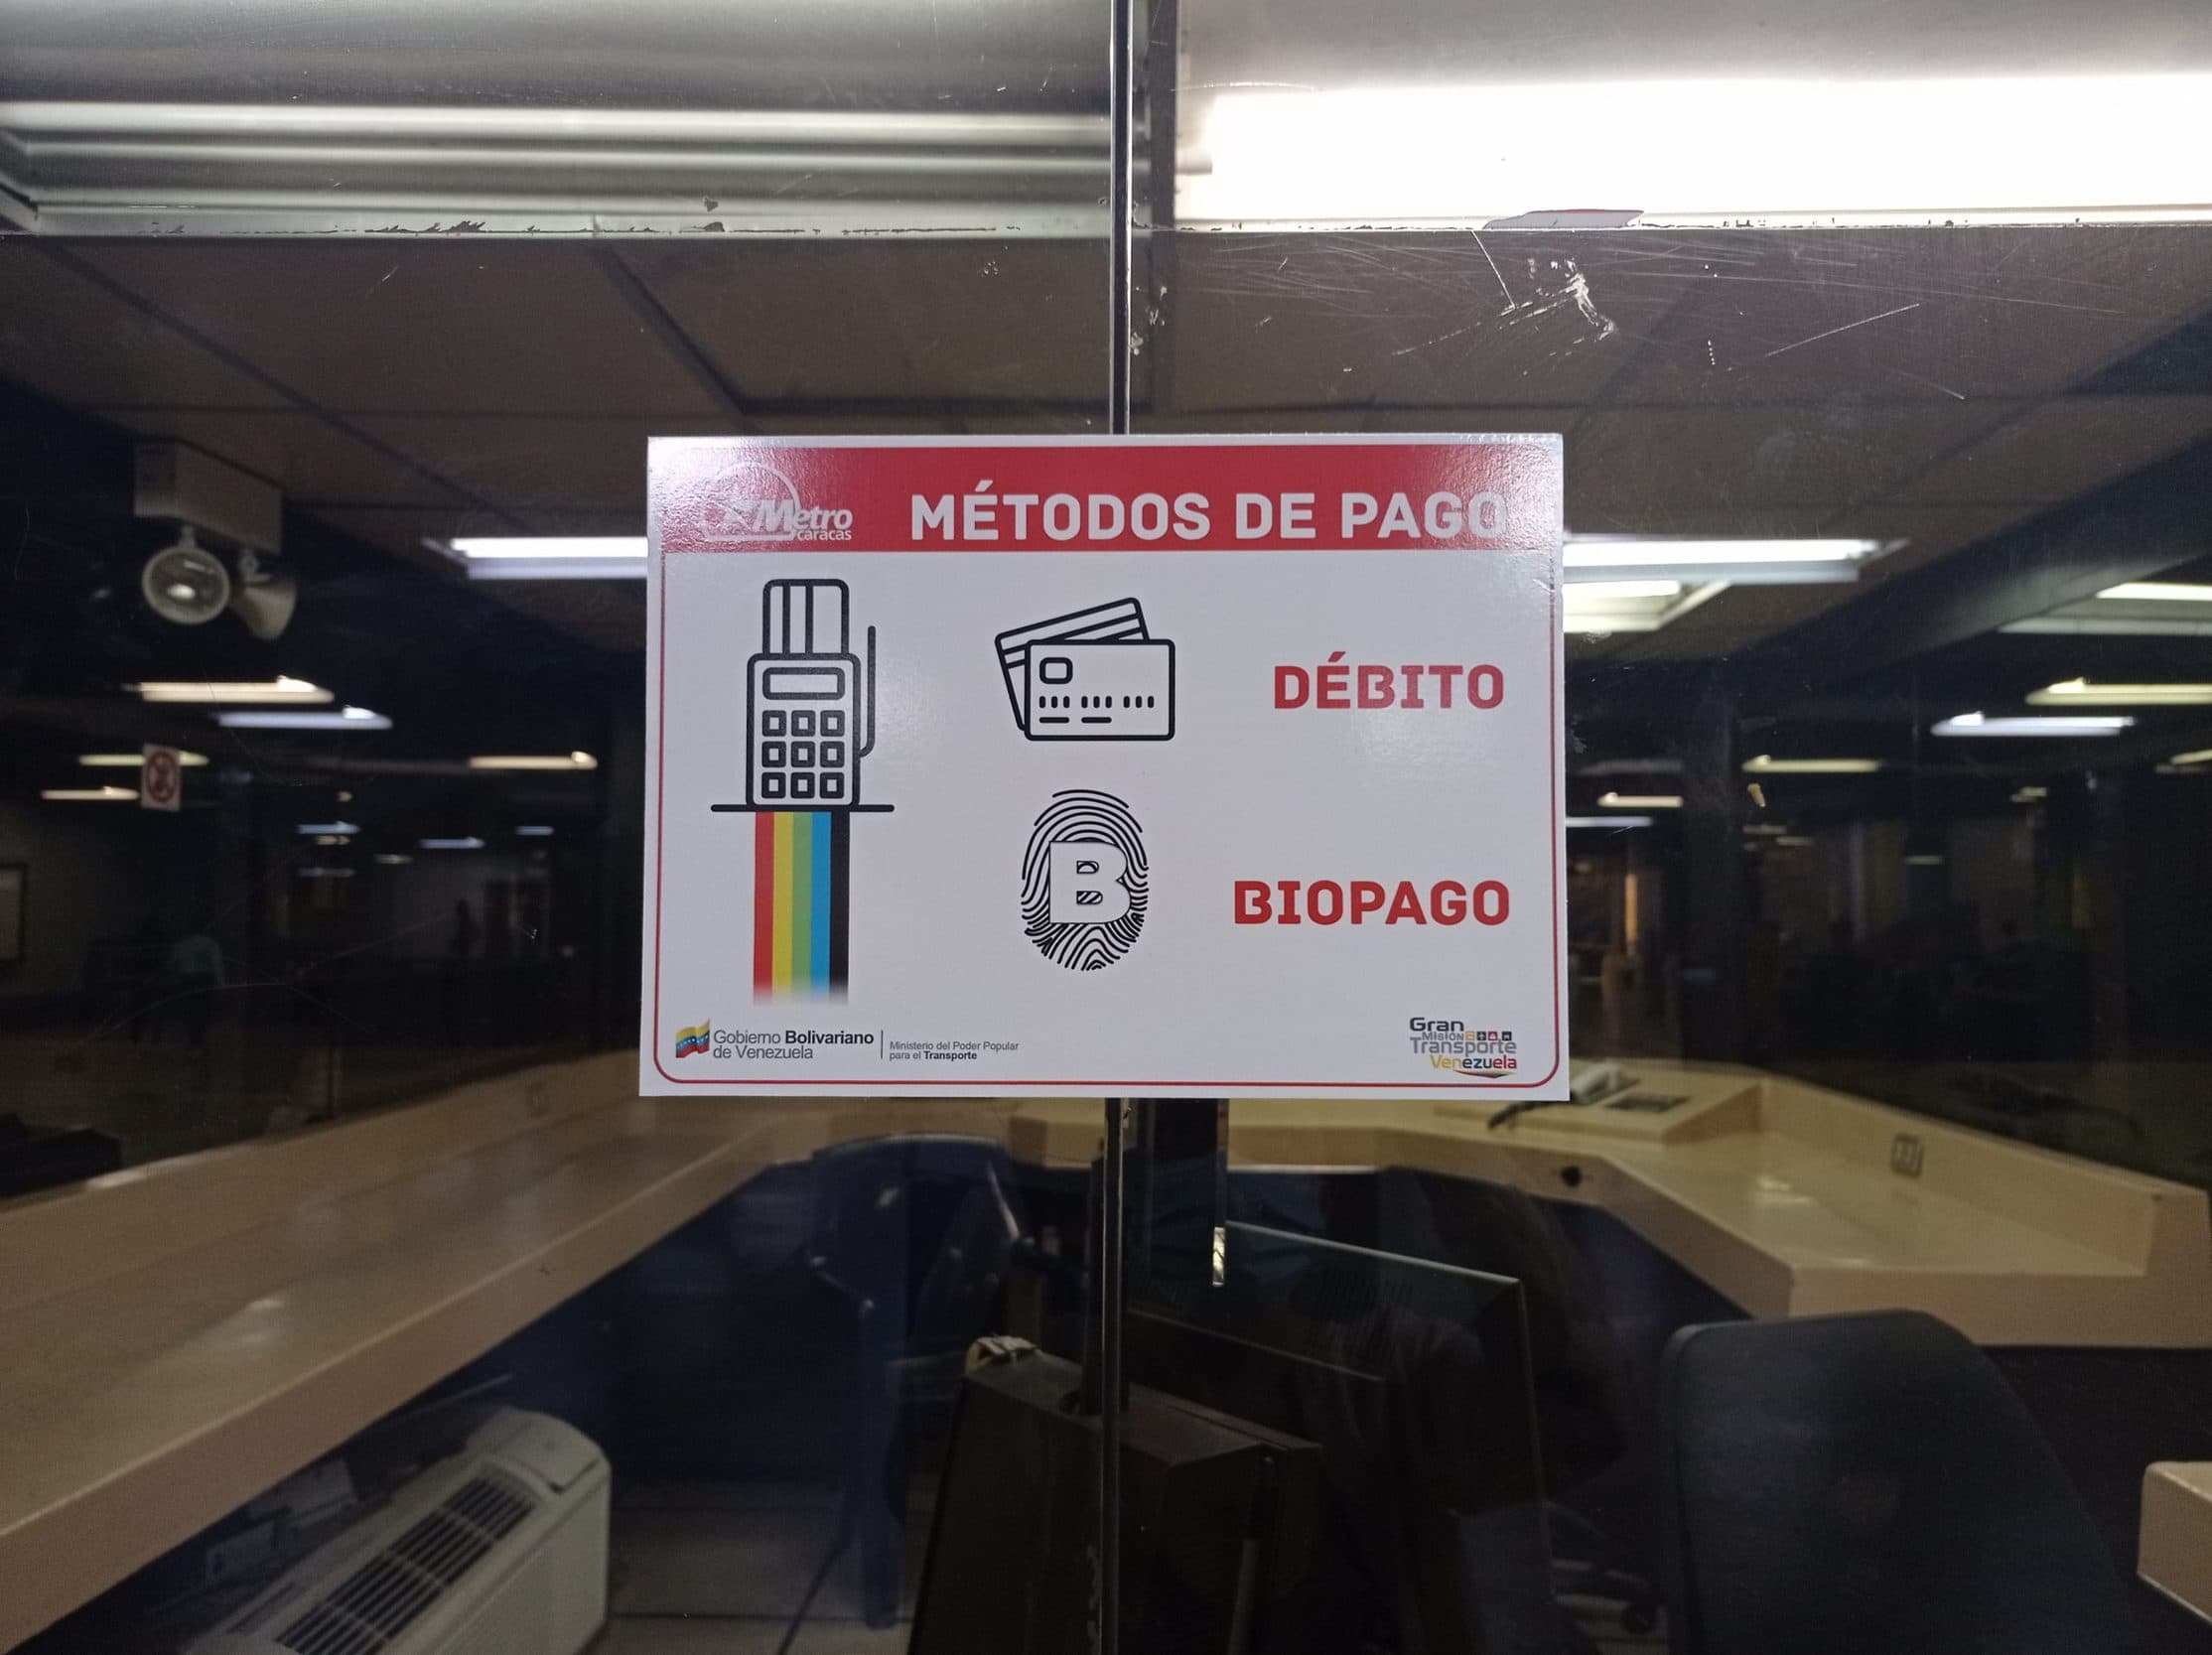 Metro
caracas
MÉTODOS DE PAGO
DÉBITO
B
BIOPAGO
Gobierno Bolivariano
de Venezuela
Ministerio del Poder Popular
para el Transporte
Gran
Misión
Transporte
Venezuela